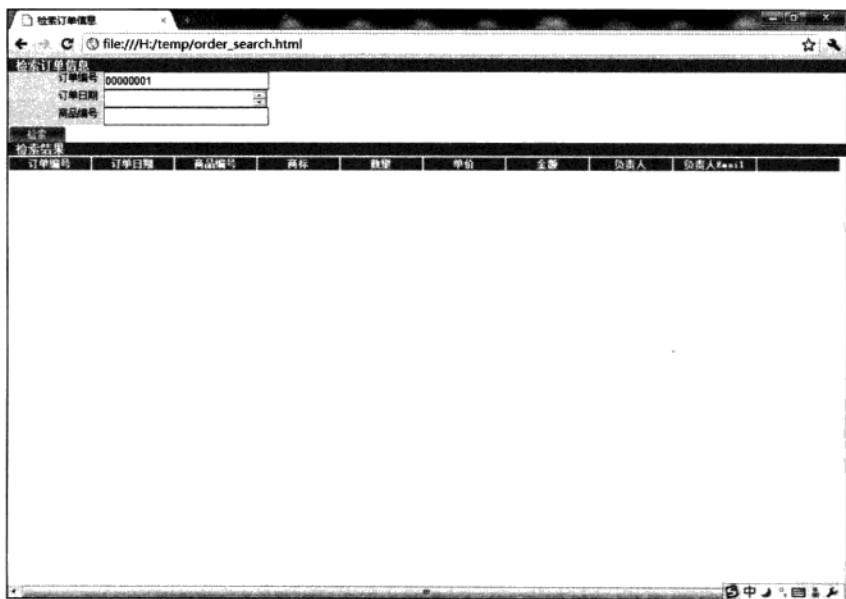 检索订单信息
file:///H:/temp/order_search.html
检索订单信息
订单编号 00000001
订单日期
商品编号
检索
检索结果
订单编号 订单日期 商品编号 商标 数量 单价 金额 负责人 负责人Email
中